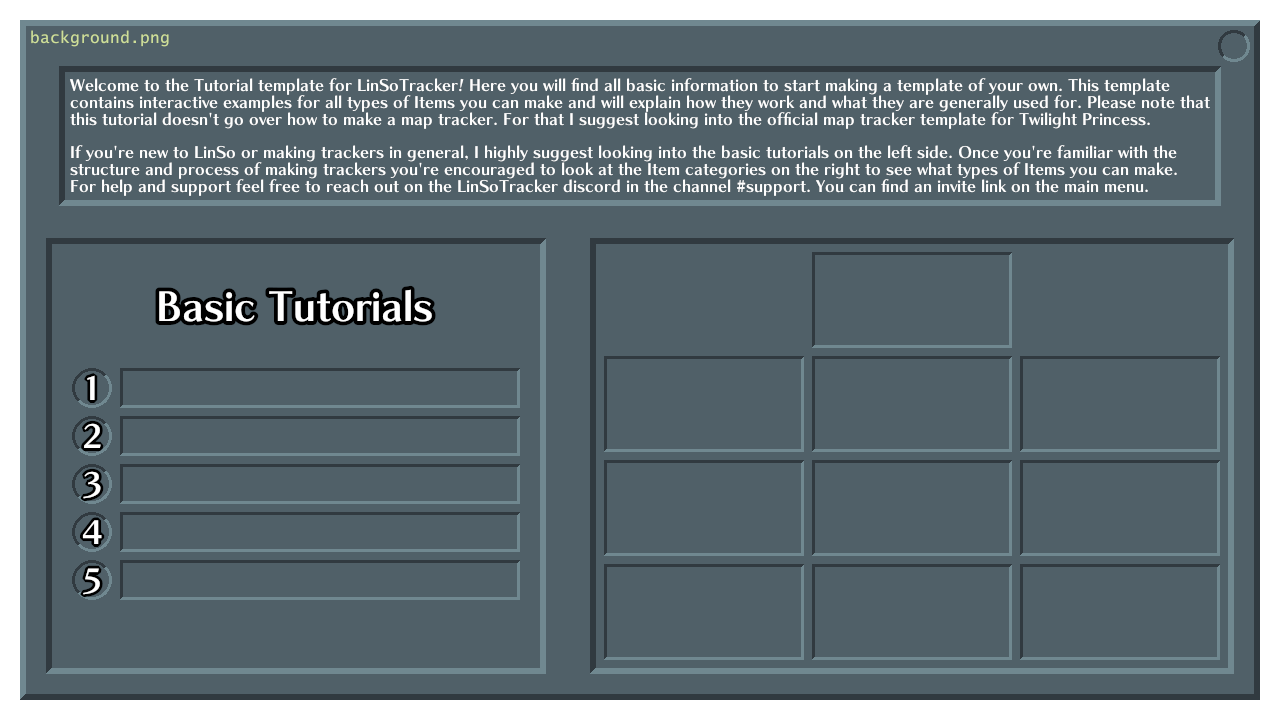 background.png
Welcome to the Tutorial template for LinSoTracker! Here you will find all basic information to start making a template of your own. This template
contains interactive examples for all types of Items you can make and will explain how they work and what they are generally used for. Please note that
this tutorial doesn't go over how to make a map tracker. For that I suggest looking into the official map tracker template for Twilight Princess.
If you're new to LinSo or making trackers in general, I highly suggest looking into the basic tutorials on the left side. Once you're familiar with the
structure and process of making trackers you're encouraged to look at the Item categories on the right to see what types of Items you can make.
For help and support feel free to reach out on the LinSoTracker discord in the channel #support. You can find an invite link on the main menu.
Basic Tutorials
1
2
3
4
5